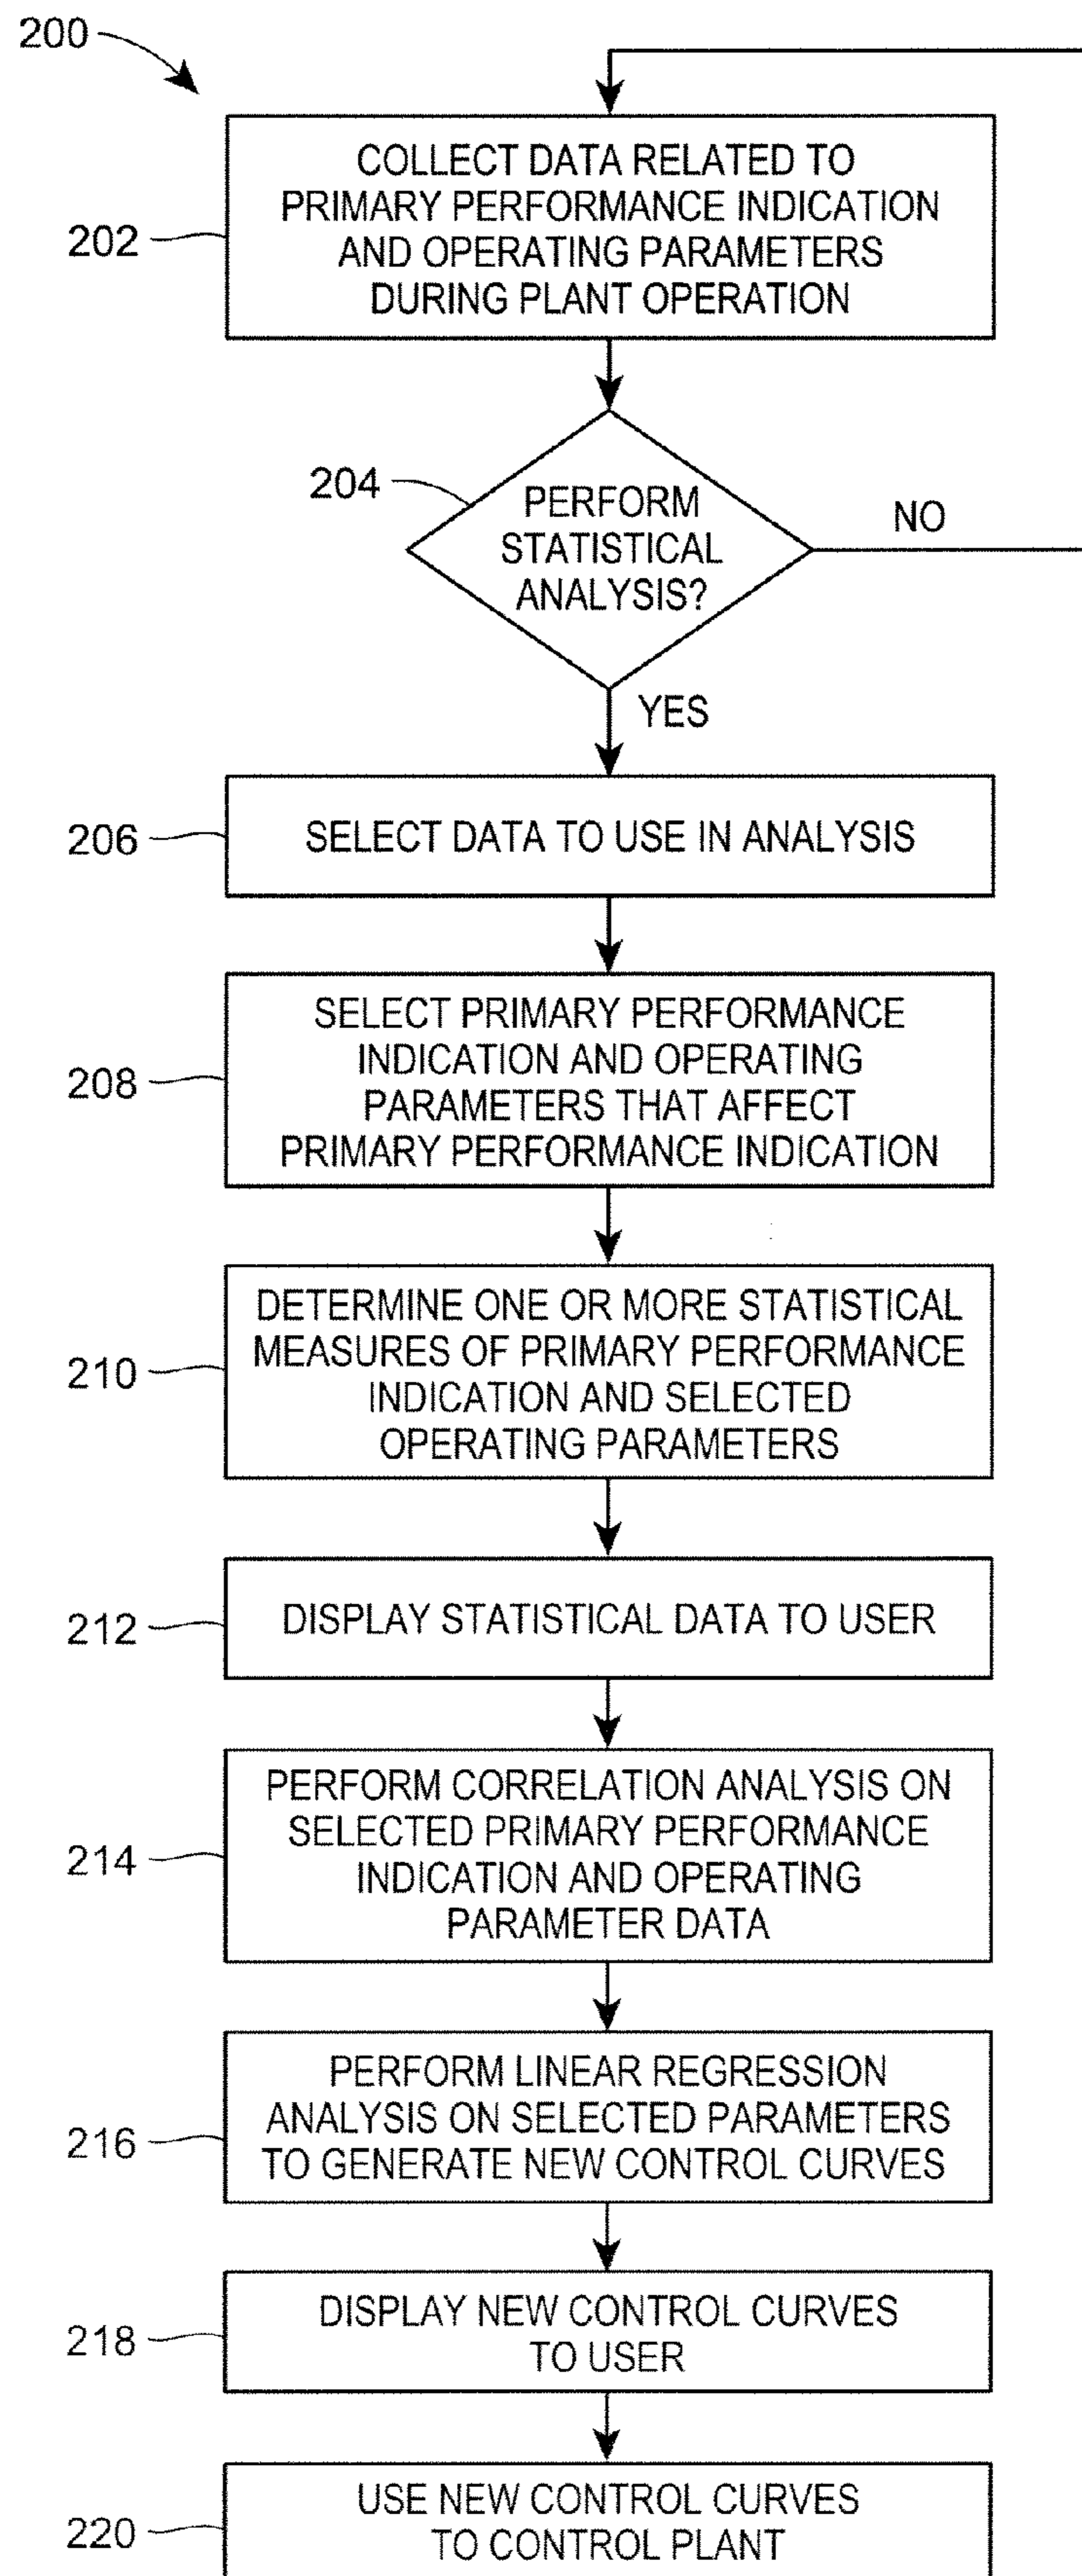 200
COLLECT DATA RELATED TO
PRIMARY PERFORMANCE INDICATION
AND OPERATING PARAMETERS
DURING PLANT OPERATION
202
204
PERFORM
STATISTICAL
ANALYSIS?
NO
YES
206
SELECT DATA TO USE IN ANALYSIS
SELECT PRIMARY PERFORMANCE
INDICATION AND OPERATING
PARAMETERS THAT AFFECT
PRIMARY PERFORMANCE INDICATION
208
DETERMINE ONE OR MORE STATISTICAL
MEASURES OF PRIMARY PERFORMANCE
INDICATION AND SELECTED
OPERATING PARAMETERS
210
212
DISPLAY STATISTICAL DATA TO USER
PERFORM CORRELATION ANALYSIS ON
SELECTED PRIMARY PERFORMANCE
INDICATION AND OPERATING
PARAMETER DATA
214
PERFORM LINEAR REGRESSION
ANALYSIS ON SELECTED PARAMETERS
TO GENERATE NEW CONTROL CURVES
216
DISPLAY NEW CONTROL CURVES
TO USER
218
USE NEW CONTROL CURVES
TO CONTROL PLANT
220